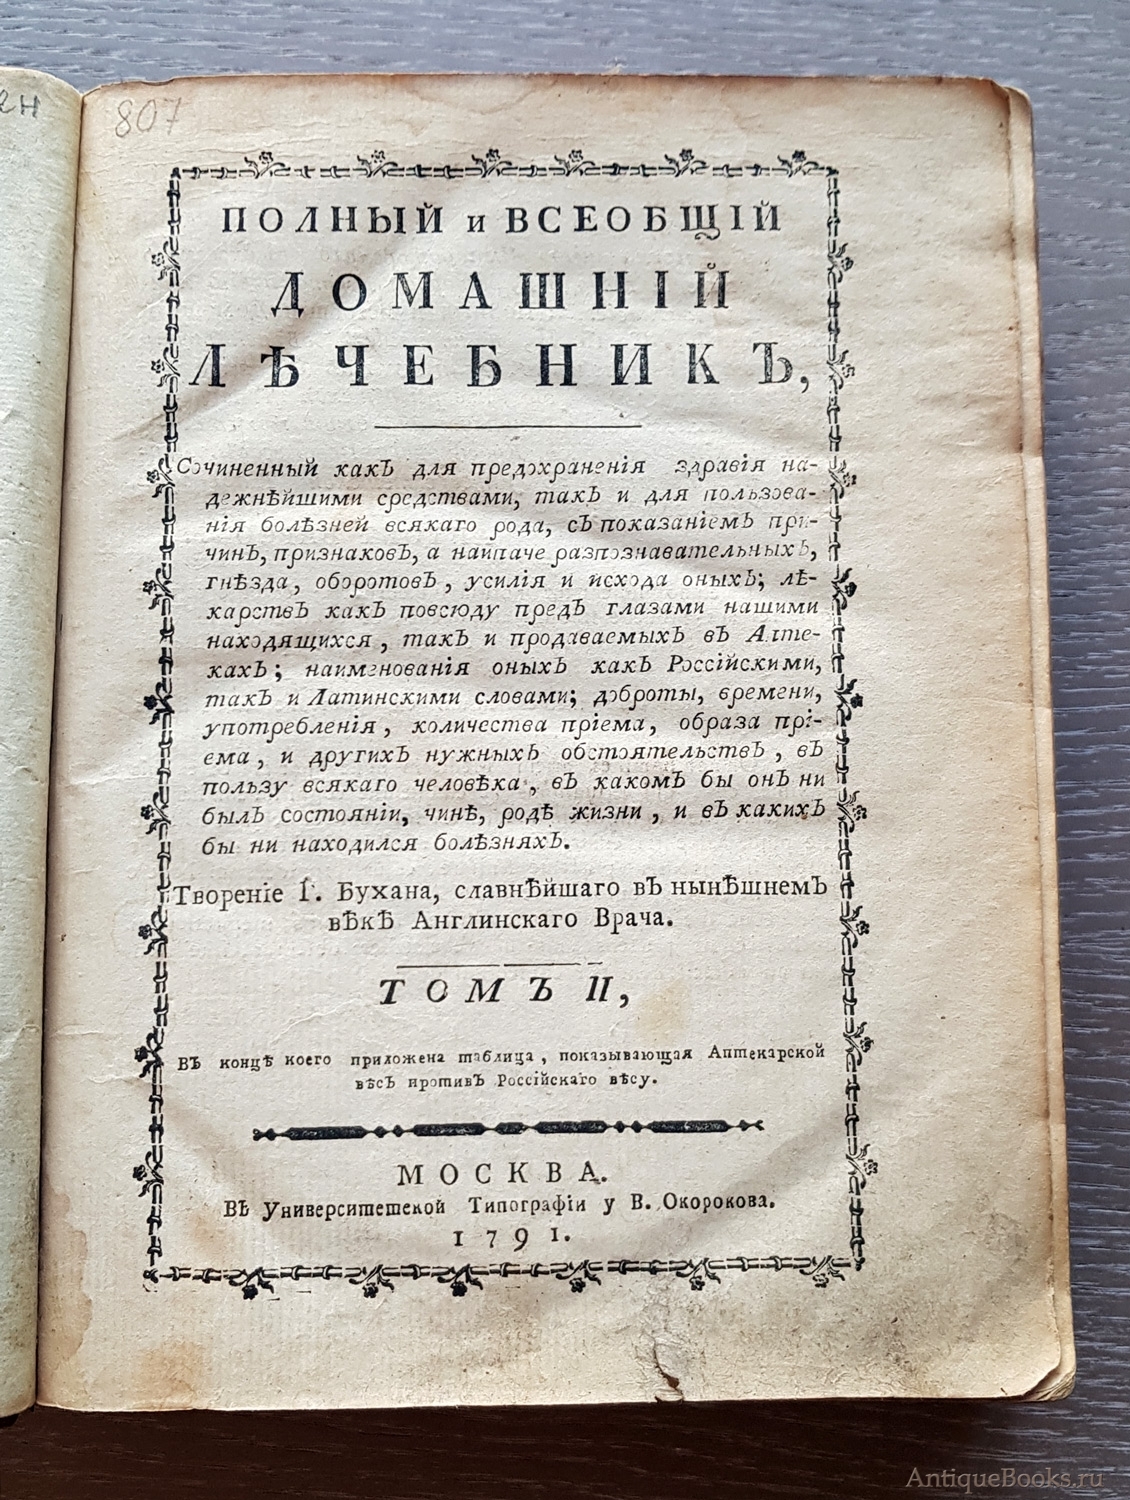 2н
807
ПОЛНЫЙ и ВСЕОБЩІЙ
ДОМАШНІЙ
ЛѢЧЕБНИКЪ,
Сочиненный какЪ для предохраненія здравія на-
дежнѣйшими средствами, такЪ и для пользова-
нія болѣзней всякаго рода, сЪ показаніемЪ при-
чинЪ, признаковЪ, а наипаче разпознавательныхЪ,
гнѣзда, оборотовЪ, усилія и исхода оныхЪ; лѣ-
карствЪ какЪ повсюду предЪ глазами нашими
находящихся, такЪ и продаваемыхЪ вЪ Апте-
кахЪ; наименованія оныхЪ какЪ Россійскими,
такЪ и Латинскими словами; доброты, времени,
употребленія, количества пріема, образа прі-
ема, и другихЪ нужныхЪ обстоятельствЪ, вЪ
пользу всякаго человѣка, вЪ какомЪ бы онЪ ни
былЪ состояніи, чинѣ, родѣ жизни, и вЪ какихЪ
бы ни находился болѣзняхЪ.
Твореніе Г. Бухана, славнѣйшаго вЪ нынѣшнемЪ
вѣкѣ Англинскаго Врача.
ТОМЪ II,
ВЪ концѣ коего приложена таблица, показывающая Аптекарской
вѣсЪ противЪ Россійскаго вѣсу.
МОСКВА.
ВЪ Университетской Типографіи у В. Окорокова.
1791.
AntiqueBooks.ru